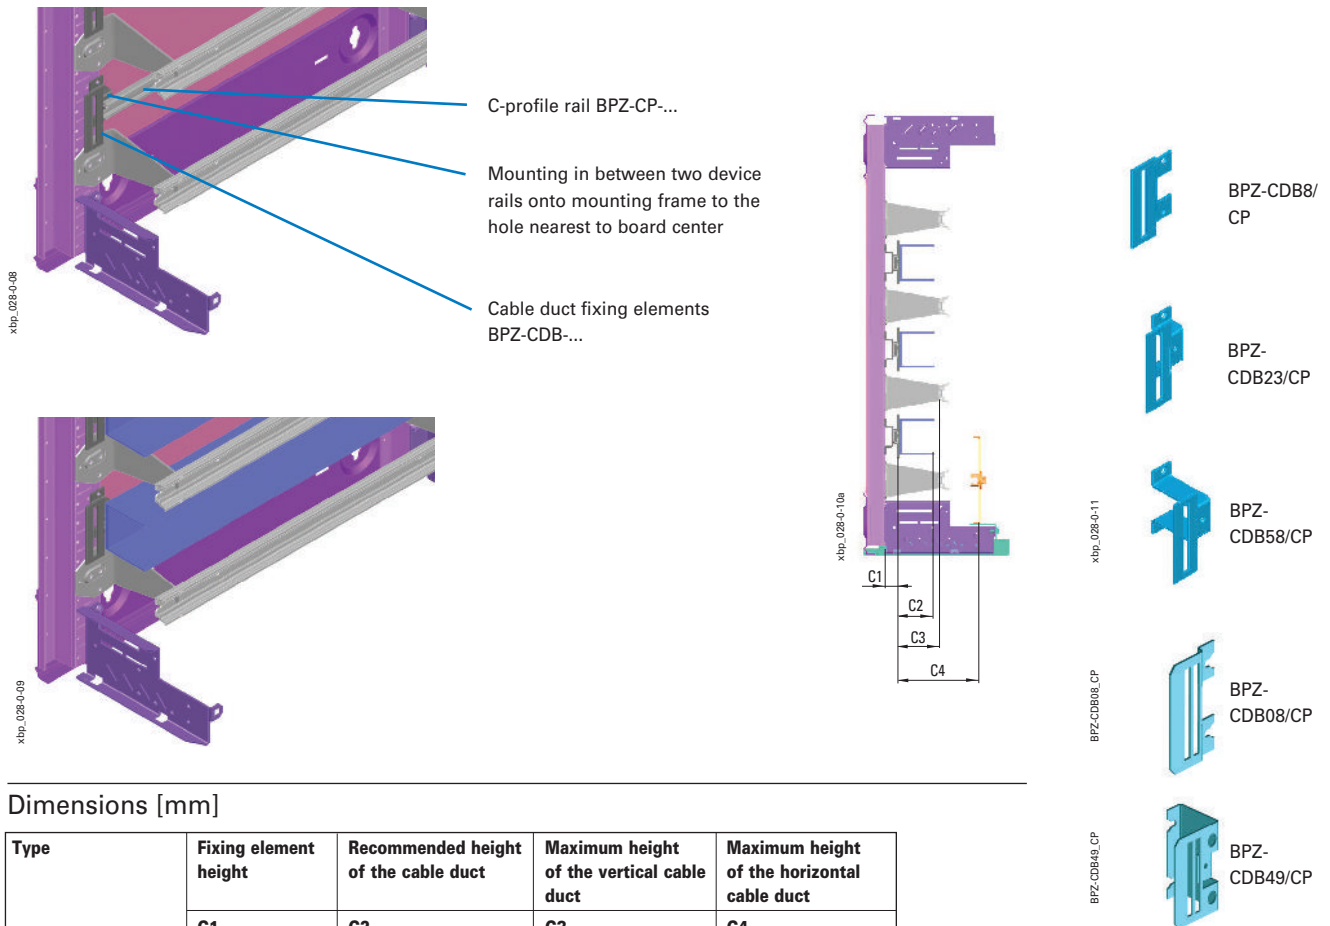 C-profile rail BPZ-CP-...
Mounting in between two device
rails onto mounting frame to the
hole nearest to board center
Cable duct fixing elements
BPZ-CDB-...
xbp_028-0-08
xbp_028-0-09
xbp_028-0-10a
C1
C2
C3
C4
xbp_028-0-11
BPZ-CDB8/
CP
BPZ-
CDB23/CP
BPZ-
CDB58/CP
BPZ-CDB08_CP
BPZ-
CDB08/CP
BPZ-CDB49_CP
BPZ-
CDB49/CP
Dimensions [mm]
Type
Fixing element
height
Recommended height
of the cable duct
Maximum height
of the vertical cable
duct
Maximum height
of the horizontal
cable duct
C1
C2
C3
C4